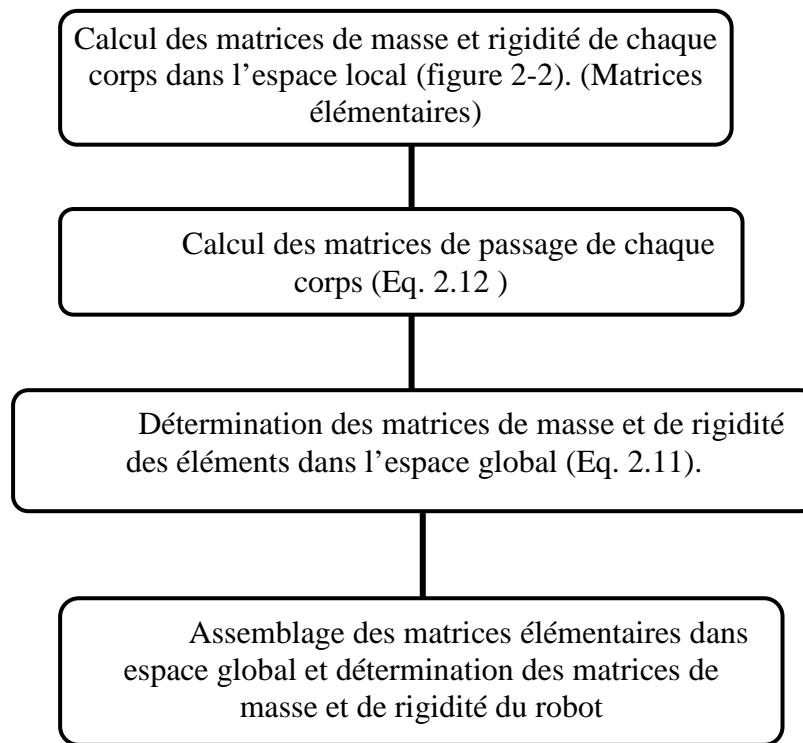 Calcul des matrices de masse et rigidité de chaque
corps dans l’espace local (figure 2-2). (Matrices
élémentaires)
Calcul des matrices de passage de chaque
corps (Eq. 2.12 )
Détermination des matrices de masse et de rigidité
des éléments dans l’espace global (Eq. 2.11).
Assemblage des matrices élémentaires dans
espace global et détermination des matrices de
masse et de rigidité du robot